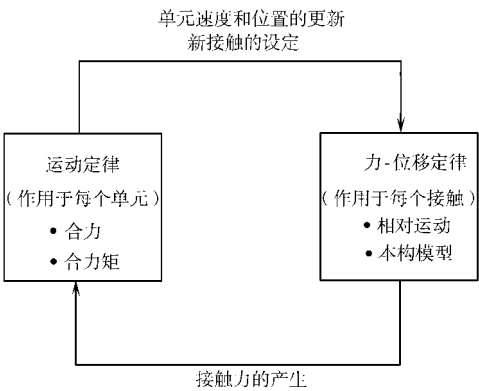 单元速度和位置的更新
新接触的设定
运动定律
(作用于每个单元)
• 合力
• 合力矩
力-位移定律
(作用于每个接触)
• 相对运动
• 本构模型
接触力的产生